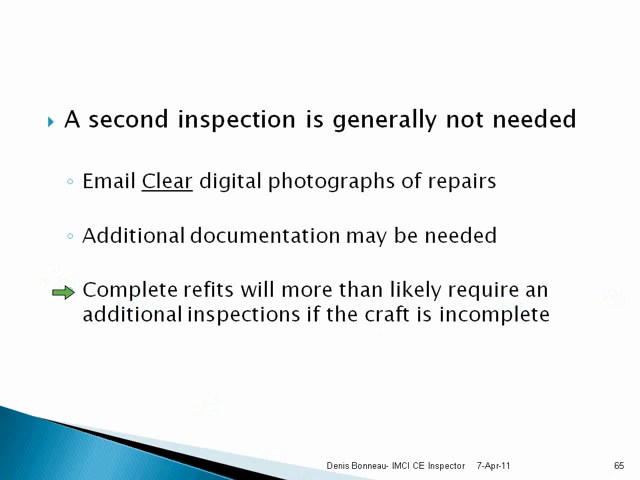 A second inspection is generally not needed
Email Clear digital photographs of repairs
Additional documentation may be needed
Complete refits will more than likely require an
additional inspections if the craft is incomplete
Denis Bonneau- IMCI CE Inspector 7-Apr-11 65